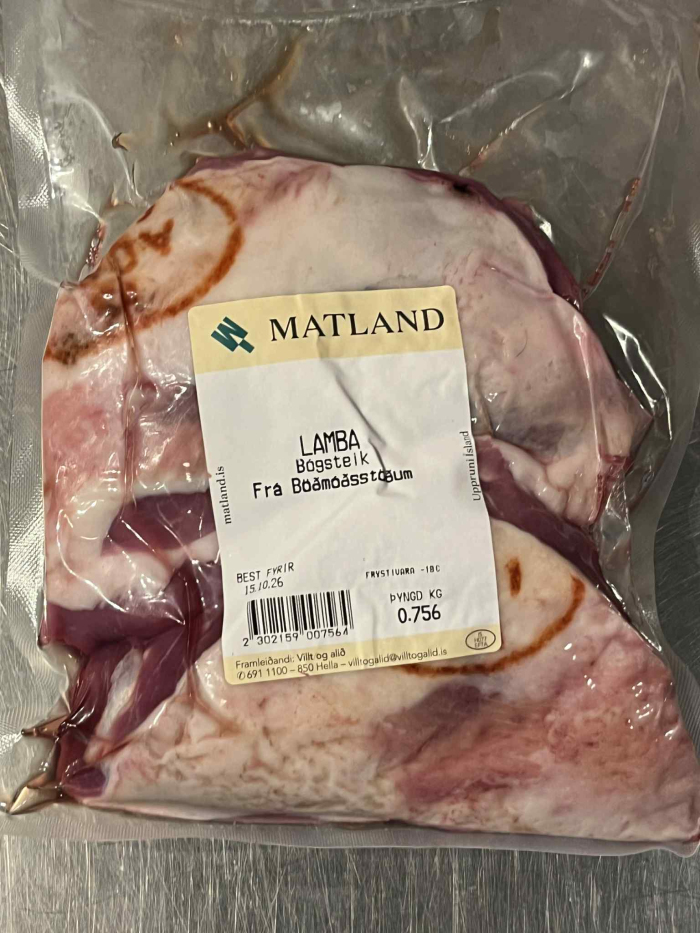 MATLAND
LAMBA
Bógsteik
Frá Böðmóðsstöðum
matland.is
Uppruni Ísland
BEST FYRIR
15.10.26
FRYSTIVARA -18C
ÞYNGD KG
0.756
2 302159 007564
Framleiðandi: Villt og alið
✆691 1100 – 850 Hella – villtogalid@villtogalid.is